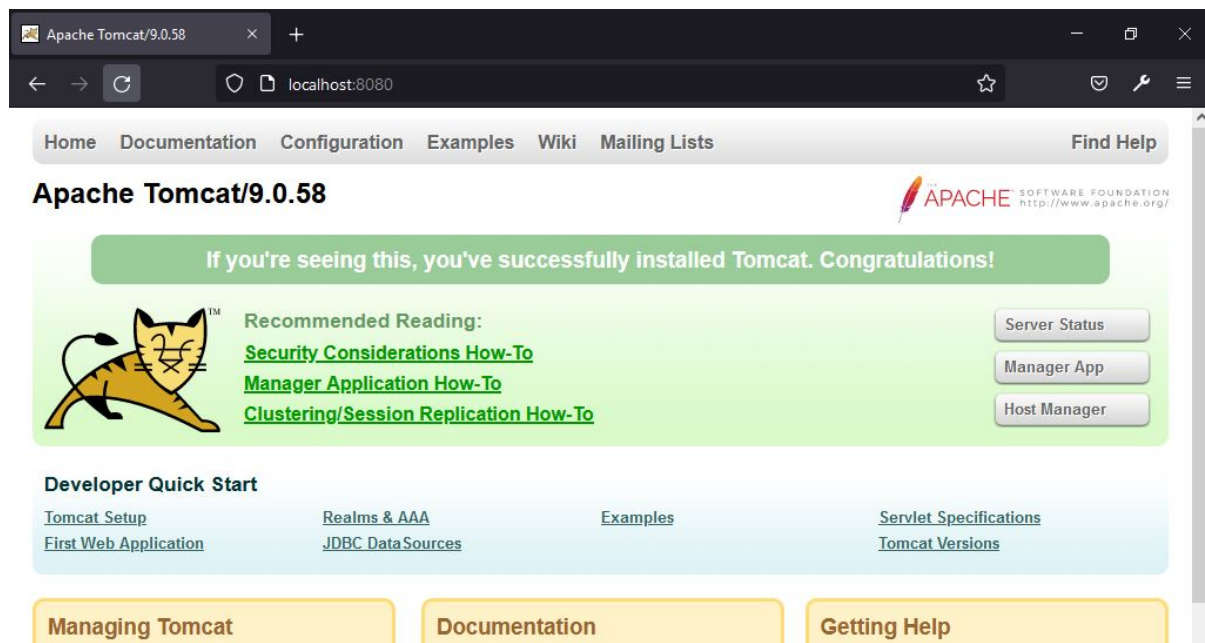 Apache Tomcat/9.0.58
localhost:8080
Home Documentation Configuration Examples Wiki Mailing Lists Find Help
Apache Tomcat/9.0.58
THE
APACHE SOFTWARE FOUNDATION
http://www.apache.org/
If you're seeing this, you've successfully installed Tomcat. Congratulations!
TM
Recommended Reading:
Security Considerations How-To
Manager Application How-To
Clustering/Session Replication How-To
Server Status
Manager App
Host Manager
Developer Quick Start
Tomcat Setup
First Web Application
Realms & AAA
JDBC DataSources
Examples
Servlet Specifications
Tomcat Versions
Managing Tomcat
Documentation
Getting Help